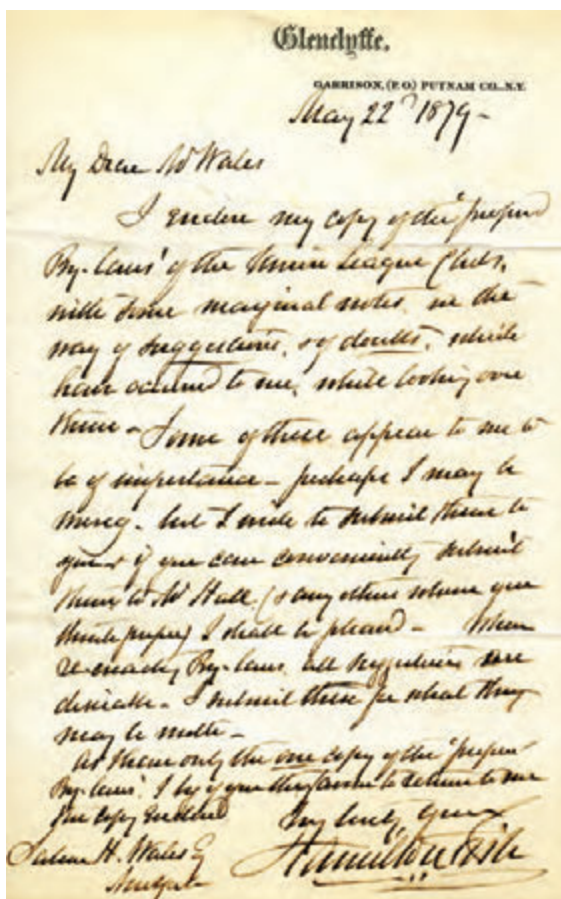 Glenclyffe.
GARRISON, (P.O.) PUTNAM CO., N.Y.
May 22d 1879-
My Dear Mr Wales
I enclose my copy of the "proposed
By-laws" of the Union League Club,
with some marginal notes, in the
way of suggestions, & of doubts, which
have occurred to me, while looking over
them - Some of these appear to me to
be of importance - perhaps I may be
wrong - but I wish to submit them to
you & if you can conveniently submit
them to Mr Hall (& any others whom you
think proper) I shall be pleased - When
re-enacting By-laws, all suggestions are
desirable - I submit these for what they
may be worth -
As I have only the one copy of the "proposed
By-laws" I beg of you the favour to return to me
the copy enclosed
Very truly yours
Hamilton Fish
Salem H. Wales Esq
New York